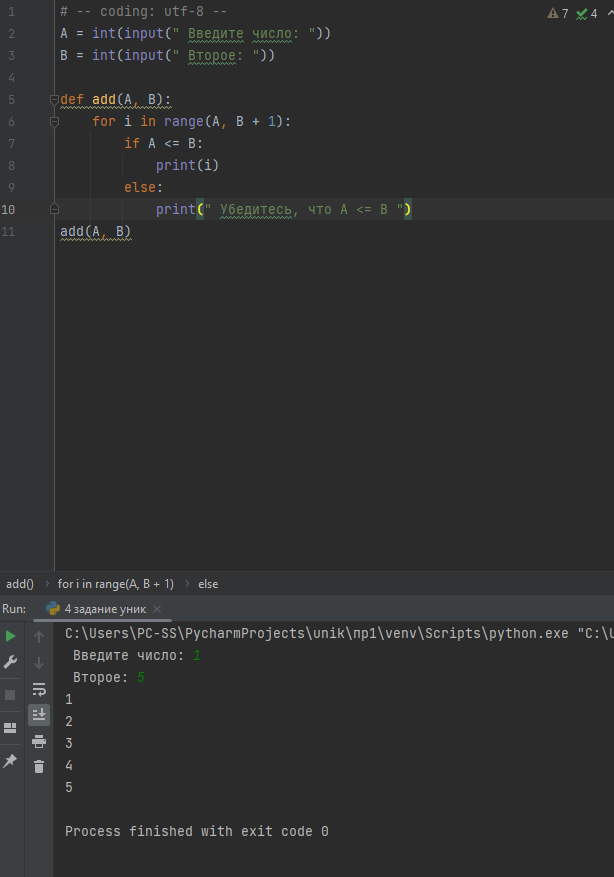 1 # -- coding: utf-8 --
2 A = int(input(" Введите число: "))
3 B = int(input(" Второе: "))
4
5 def add(A, B):
6     for i in range(A, B + 1):
7         if A <= B:
8             print(i)
9         else:
10             print(" Убедитесь, что A <= B ")
11 add(A, B)
7 4
add() > for i in range(A, B + 1) > else
Run: 4 задание уник
C:\Users\PC-SS\PycharmProjects\unik\пр1\venv\Scripts\python.exe "C:\U
Введите число: 1
Второе: 5
1
2
3
4
5
Process finished with exit code 0